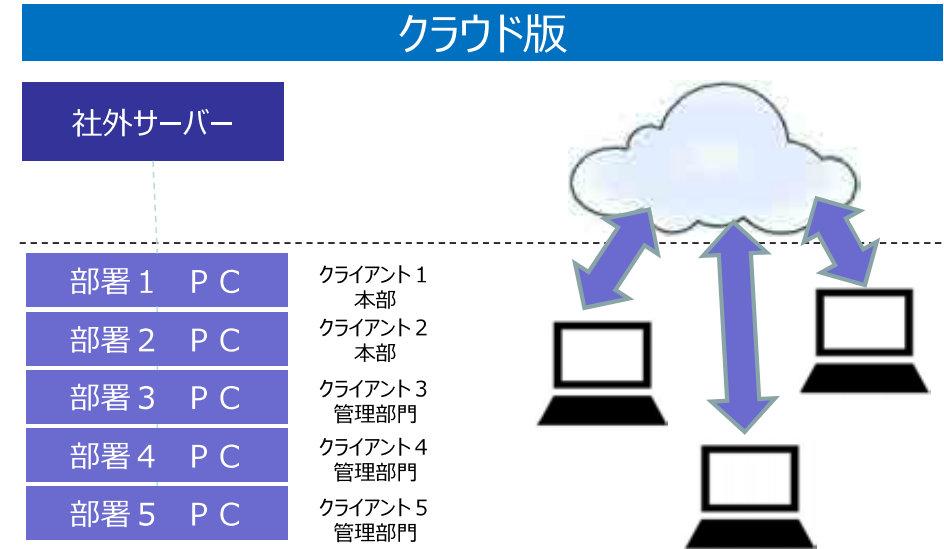 クラウド版
社外サーバー
部署１　ＰＣ
クライアント１
本部
部署２　ＰＣ
クライアント２
本部
部署３　ＰＣ
クライアント３
管理部門
部署４　ＰＣ
クライアント４
管理部門
部署５　ＰＣ
クライアント５
管理部門